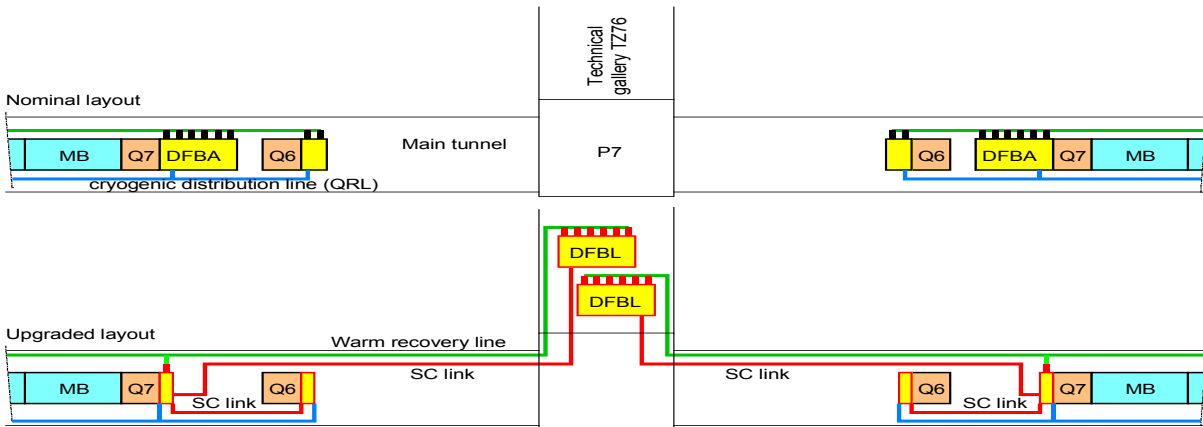 Technical
gallery TZ76
Nominal layout
MB Q7 DFBA Q6 Main tunnel P7 Q6 DFBA Q7 MB
cryogenic distribution line (QRL)
DFBL
DFBL
Upgraded layout
Warm recovery line
SC link SC link
MB Q7 Q6 Q6 Q7 MB
SC link SC link